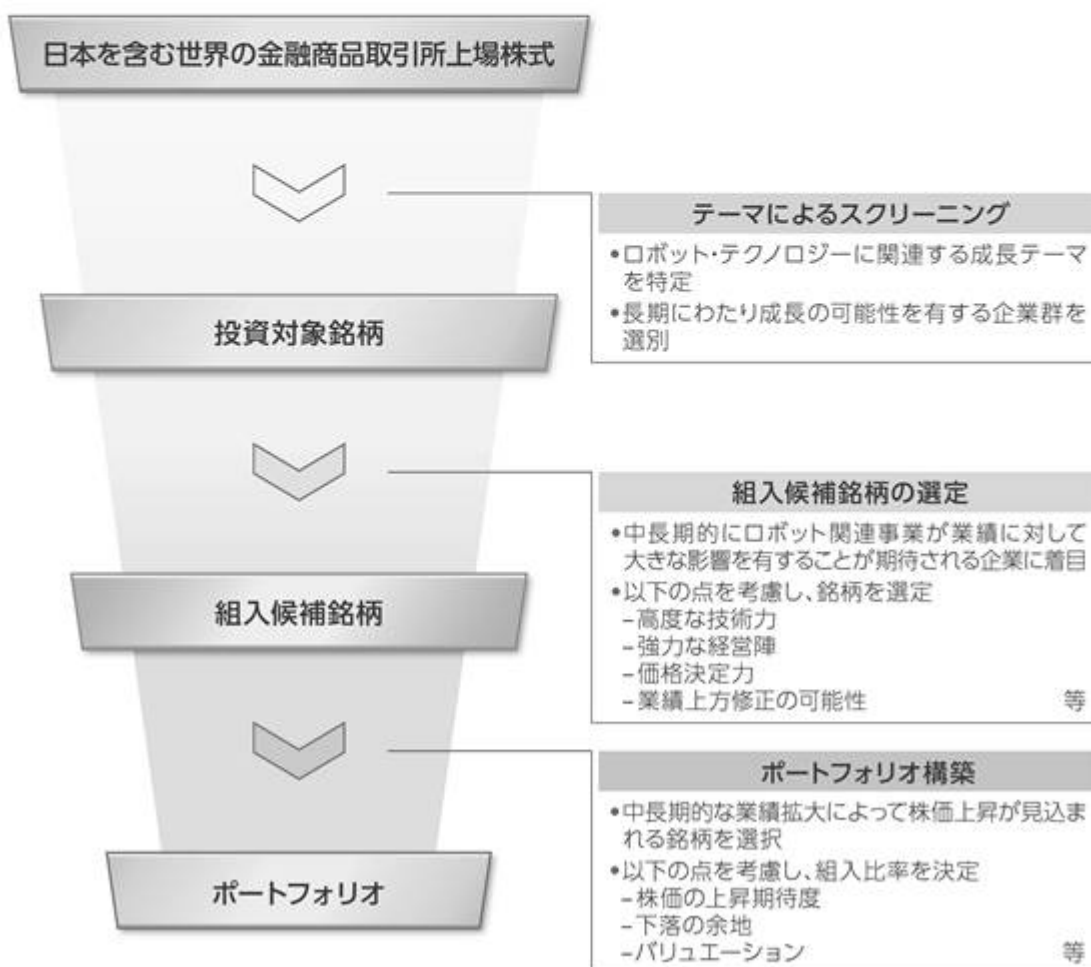 日本を含む世界の金融商品取引所上場株式
テーマによるスクリーニング
•ロボット・テクノロジーに関連する成長テーマ
を特定
•長期にわたり成長の可能性を有する企業群を
選別
投資対象銘柄
組入候補銘柄の選定
•中長期的にロボット関連事業が業績に対して
大きな影響を有することが期待される企業に着目
•以下の点を考慮し、銘柄を選定
–高度な技術力
–強力な経営陣
–価格決定力
–業績上方修正の可能性 等
組入候補銘柄
ポートフォリオ構築
•中長期的な業績拡大によって株価上昇が見込ま
れる銘柄を選択
•以下の点を考慮し、組入比率を決定
–株価の上昇期待度
–下落の余地
–バリュエーション 等
ポートフォリオ